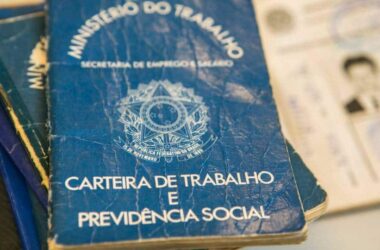 MINISTÉRIO DO TRABALHO
SECRETARIA DE EMPREGO E SALÁRIO
CARTEIRA DE TRABALHO
E
PREVIDÊNCIA SOCIAL